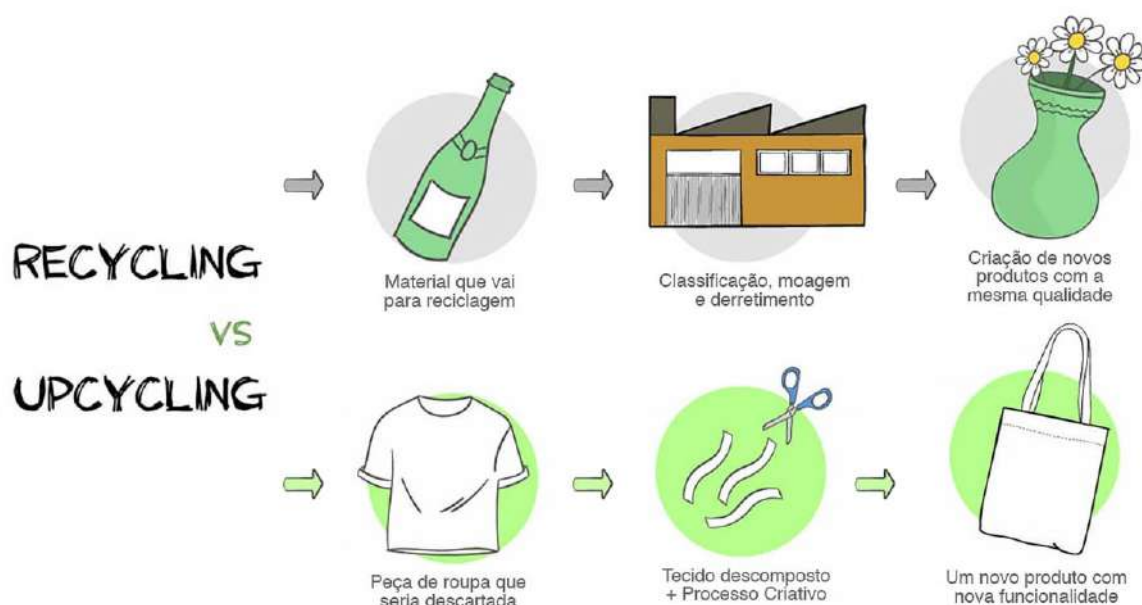 RECYCLING
VS
UPCYCLING
Material que vai
para reciclagem
Classificação, moagem
e derretimento
Criação de novos
produtos com a
mesma qualidade
Peça de roupa que
seria descartada
Tecido descomposto
+ Processo Criativo
Um novo produto com
nova funcionalidade